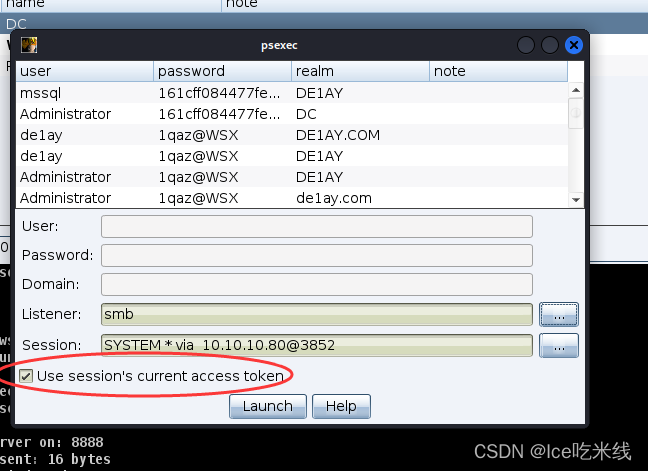 name note
DC
psexec
user password realm note
mssql 161cff084477fe... DE1AY
Administrator 161cff084477fe... DC
de1ay 1qaz@WSX DE1AY.COM
de1ay 1qaz@WSX DE1AY
Administrator 1qaz@WSX DE1AY
Administrator 1qaz@WSX de1ay.com
User:
Password:
Domain:
Listener: smb ...
Session: SYSTEM * via 10.10.10.80@3852 ...
Use session's current access token
Launch Help
rver on: 8888
sent: 16 bytes
CSDN @Ice吃米线